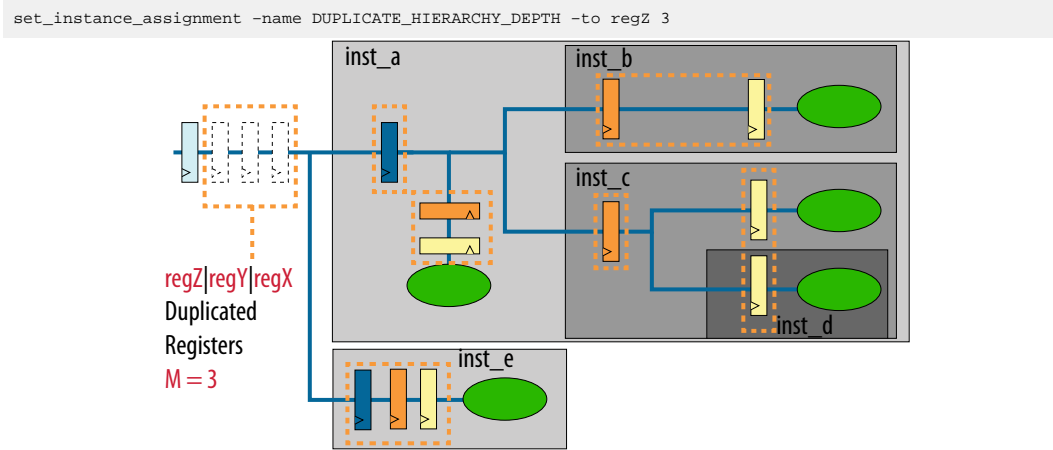 set_instance_assignment –name DUPLICATE_HIERARCHY_DEPTH –to regZ 3
inst_a
inst_b
inst_c
inst_d
regZ|regY|regX
Duplicated
Registers
M = 3
inst_e